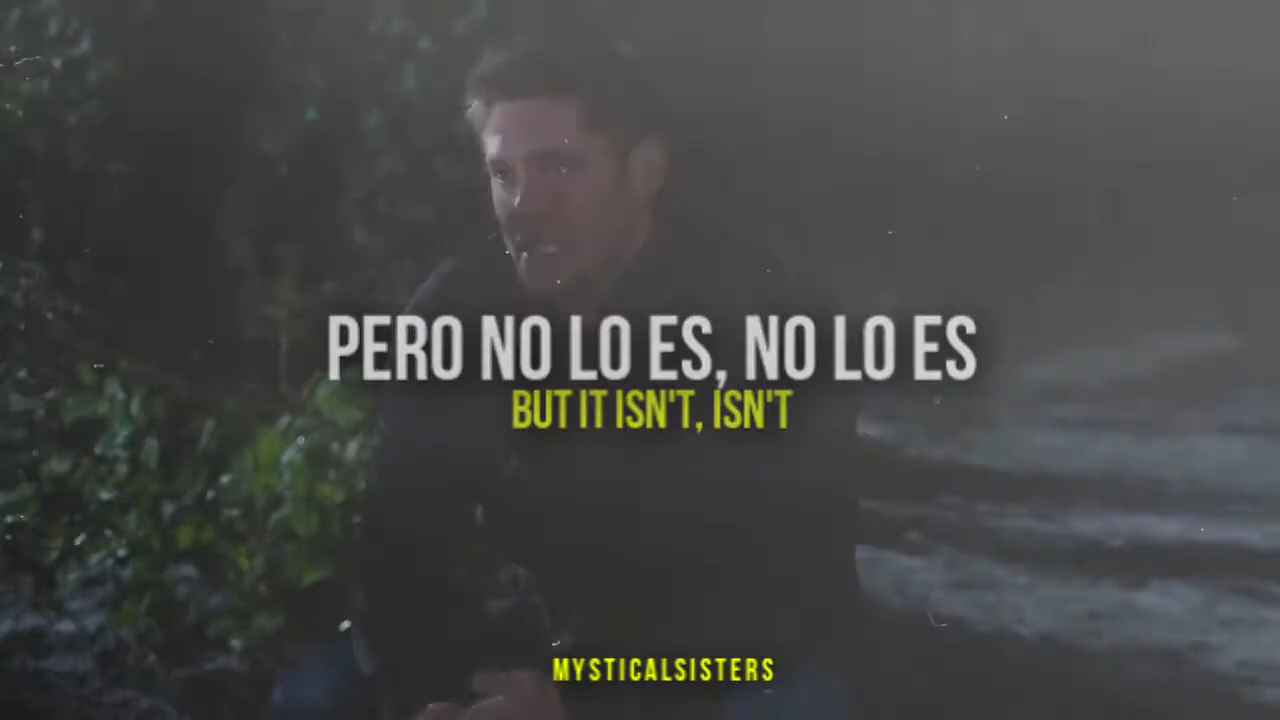 PERO NO LO ES, NO LO ES
BUT IT ISN'T, ISN'T
MYSTICALSISTERS